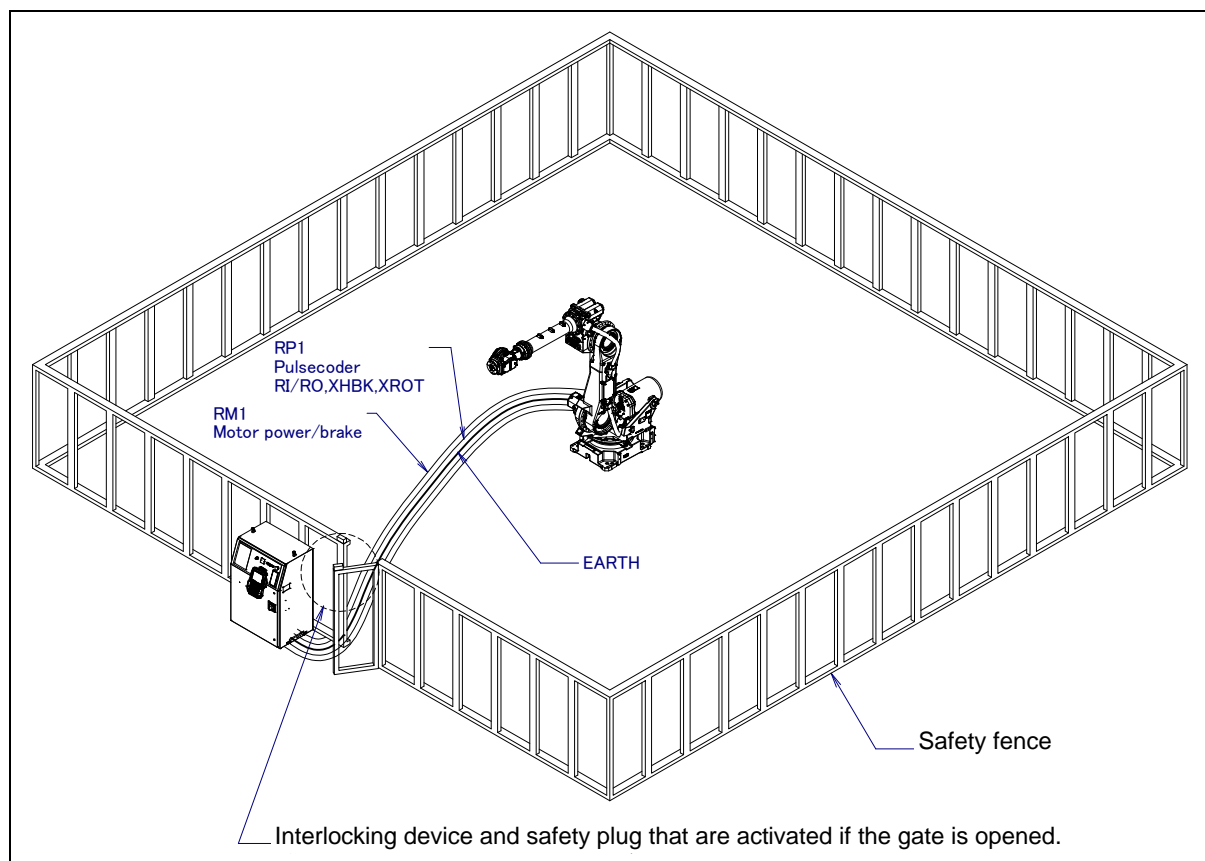 RP1
Pulsecoder
RI/RO,XHBK,XROT
RM1
Motor power/brake
EARTH
Safety fence
Interlocking device and safety plug that are activated if the gate is opened.